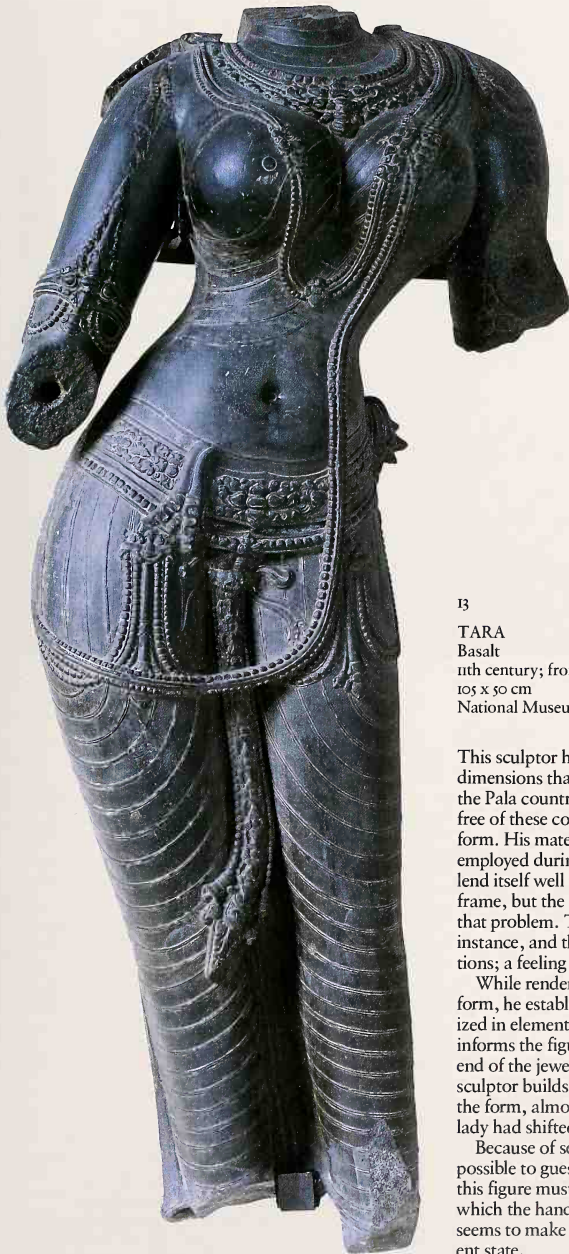 13
TARA
Basalt
11th century; fro
105 x 50 cm
National Museu
This sculptor h
dimensions tha
the Pala countr
free of these co
form. His mate
employed durin
lend itself well
frame, but the
that problem. T
instance, and th
tions; a feeling
While render
form, he establ
ized in element
informs the figu
end of the jewe
sculptor builds
the form, almo
lady had shifted
Because of so
possible to gues
this figure mus
which the hand
seems to make
ent state.